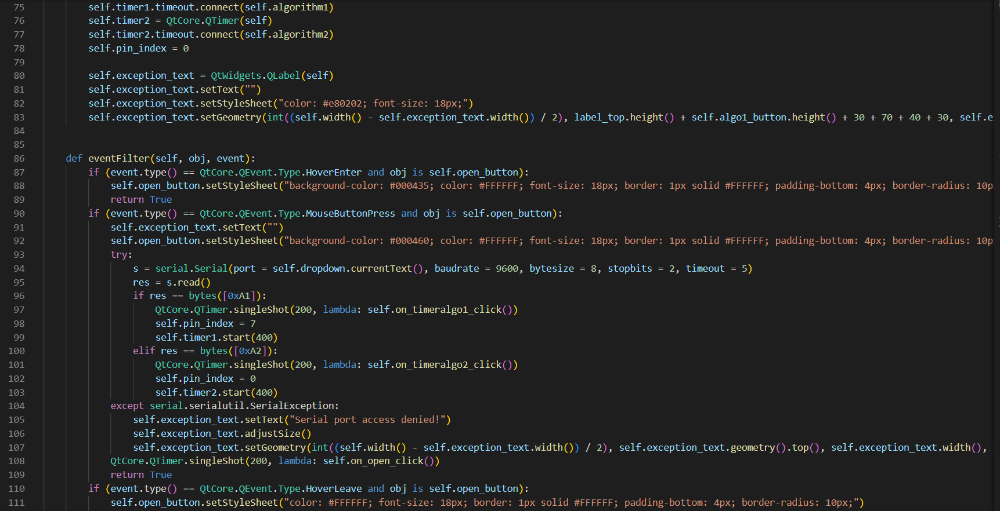 75 self.timer1.timeout.connect(self.algorithm1)
76 self.timer2 = QtCore.QTimer(self)
77 self.timer2.timeout.connect(self.algorithm2)
78 self.pin_index = 0
79
80 self.exception_text = QtWidgets.QLabel(self)
81 self.exception_text.setText("")
82 self.exception_text.setStyleSheet("color: #e80202; font-size: 18px;")
83 self.exception_text.setGeometry(int((self.width() - self.exception_text.width()) / 2), label_top.height() + self.algo1_button.height() + 30 + 70 + 40 + 30, self.e
84
85
86 def eventFilter(self, obj, event):
87 if (event.type() == QtCore.QEvent.Type.HoverEnter and obj is self.open_button):
88 self.open_button.setStyleSheet("background-color: #000435; color: #FFFFFF; font-size: 18px; border: 1px solid #FFFFFF; padding-bottom: 4px; border-radius: 10p
89 return True
90 if (event.type() == QtCore.QEvent.Type.MouseButtonPress and obj is self.open_button):
91 self.exception_text.setText("")
92 self.open_button.setStyleSheet("background-color: #000460; color: #FFFFFF; font-size: 18px; border: 1px solid #FFFFFF; padding-bottom: 4px; border-radius: 10p
93 try:
94 s = serial.Serial(port = self.dropdown.currentText(), baudrate = 9600, bytesize = 8, stopbits = 2, timeout = 5)
95 res = s.read()
96 if res == bytes([0xA1]):
97 QtCore.QTimer.singleShot(200, lambda: self.on_timeralgo1_click())
98 self.pin_index = 7
99 self.timer1.start(400)
100 elif res == bytes([0xA2]):
101 QtCore.QTimer.singleShot(200, lambda: self.on_timeralgo2_click())
102 self.pin_index = 0
103 self.timer2.start(400)
104 except serial.serialutil.SerialException:
105 self.exception_text.setText("Serial port access denied!")
106 self.exception_text.adjustSize()
107 self.exception_text.setGeometry(int((self.width() - self.exception_text.width()) / 2), self.exception_text.geometry().top(), self.exception_text.width(),
108 QtCore.QTimer.singleShot(200, lambda: self.on_open_click())
109 return True
110 if (event.type() == QtCore.QEvent.Type.HoverLeave and obj is self.open_button):
111 self.open_button.setStyleSheet("color: #FFFFFF; font-size: 18px; border: 1px solid #FFFFFF; padding-bottom: 4px; border-radius: 10px;")